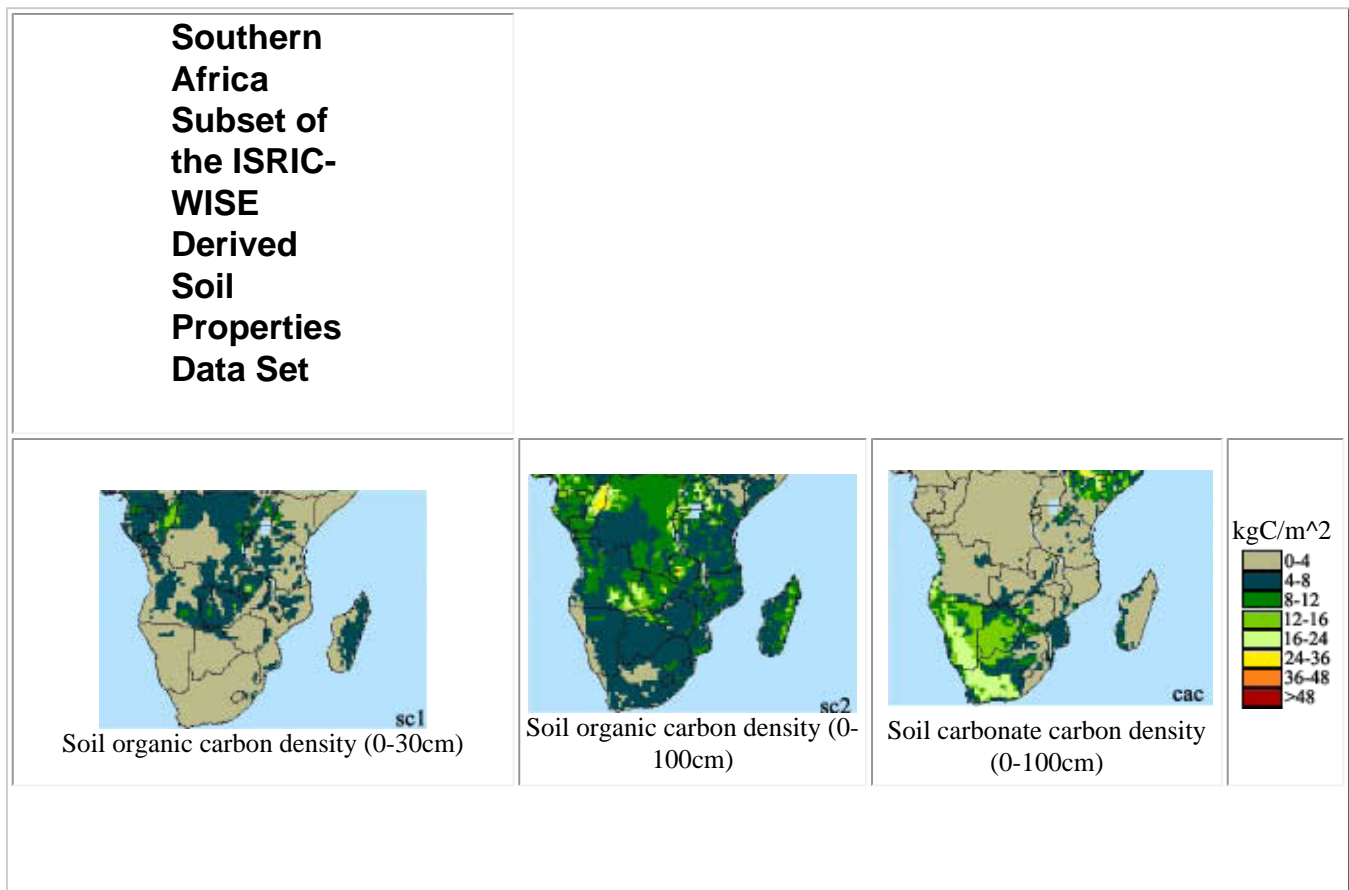 Southern
Africa
Subset of
the ISRIC-
WISE
Derived
Soil
Properties
Data Set
sc1
Soil organic carbon density (0-30cm)
sc2
Soil organic carbon density (0-
100cm)
cac
Soil carbonate carbon density
(0-100cm)
kgC/m^2
0-4
4-8
8-12
12-16
16-24
24-36
36-48
>48